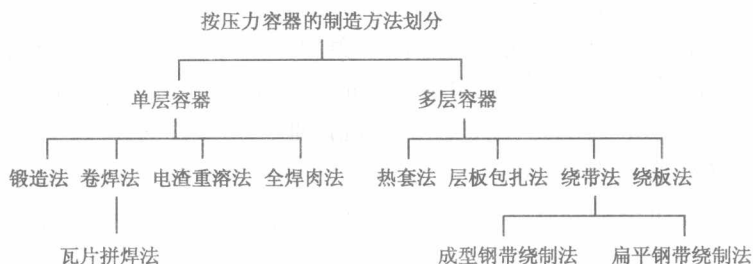 按压力容器的制造方法划分
单层容器 多层容器
锻造法 卷焊法 电渣重溶法 全焊肉法 热套法 层板包扎法 绕带法 绕板法
瓦片拼焊法 成型钢带绕制法 扁平钢带绕制法